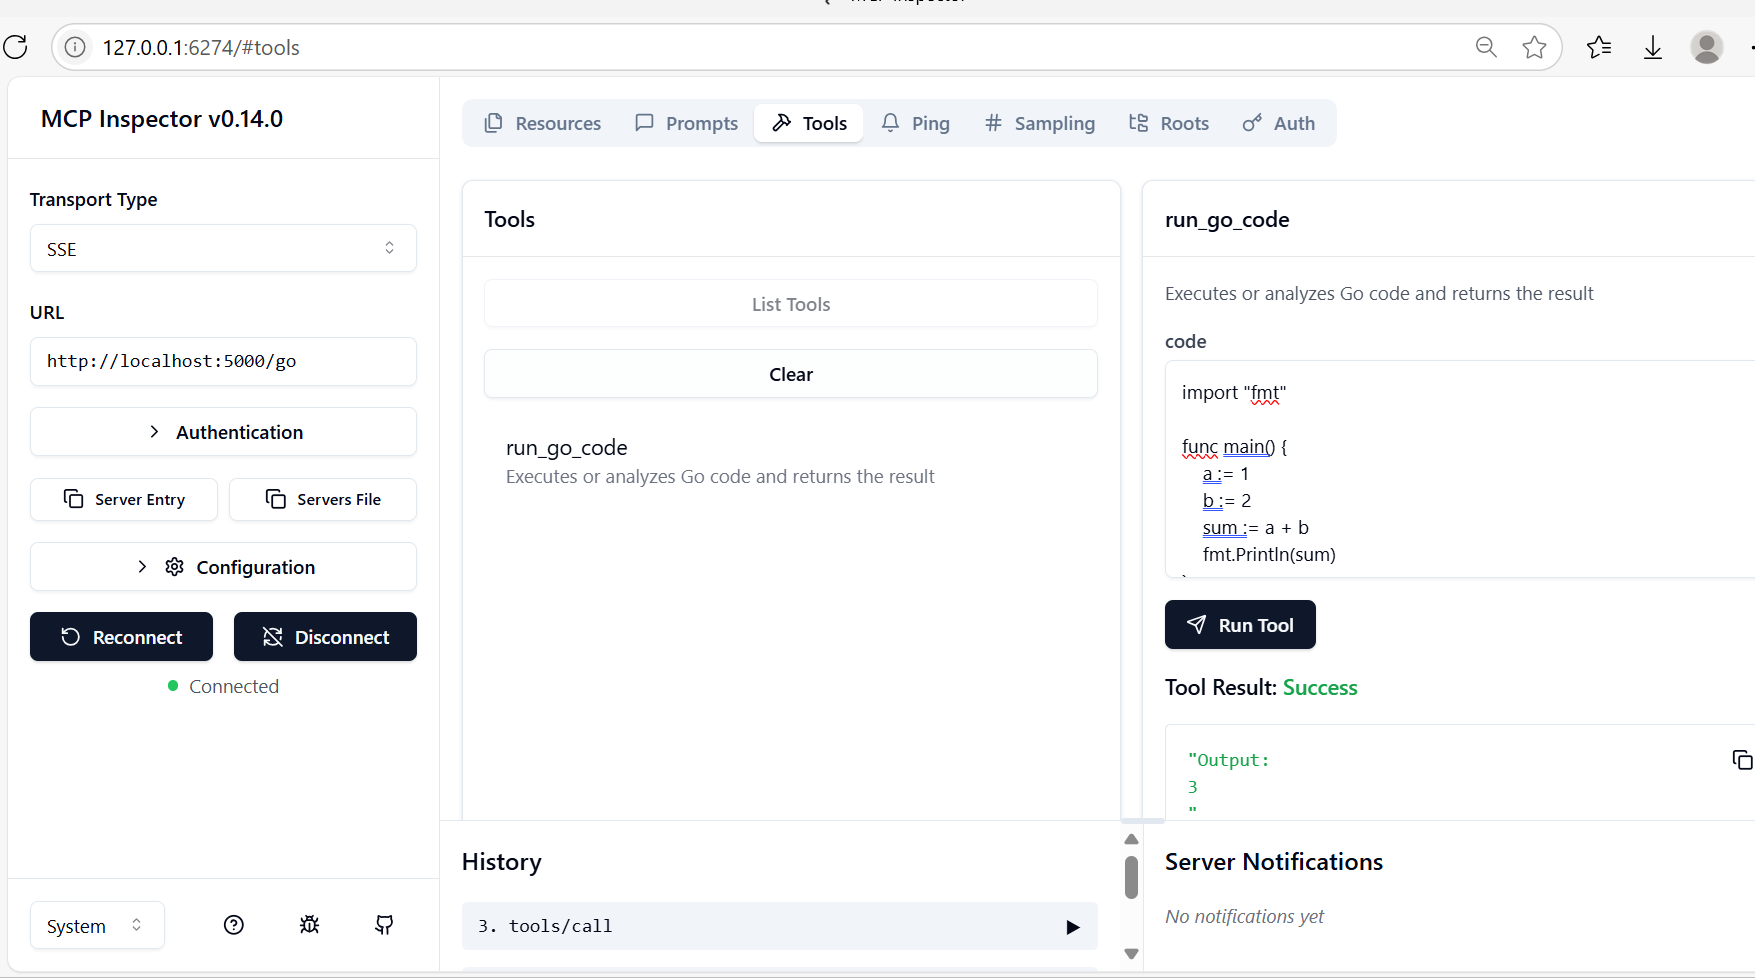 127.0.0.1:6274/#tools
MCP Inspector v0.14.0
Transport Type
SSE
URL
http://localhost:5000/go
Authentication
Server Entry
Servers File
Configuration
Reconnect
Disconnect
Connected
System
Resources
Prompts
Tools
Ping
Sampling
Roots
Auth
Tools
List Tools
Clear
run_go_code
Executes or analyzes Go code and returns the result
run_go_code
Executes or analyzes Go code and returns the result
code
import "fmt"
func main() {
a := 1
b := 2
sum := a + b
fmt.Println(sum)
Run Tool
Tool Result: Success
"Output:
3
"
History
3. tools/call
Server Notifications
No notifications yet